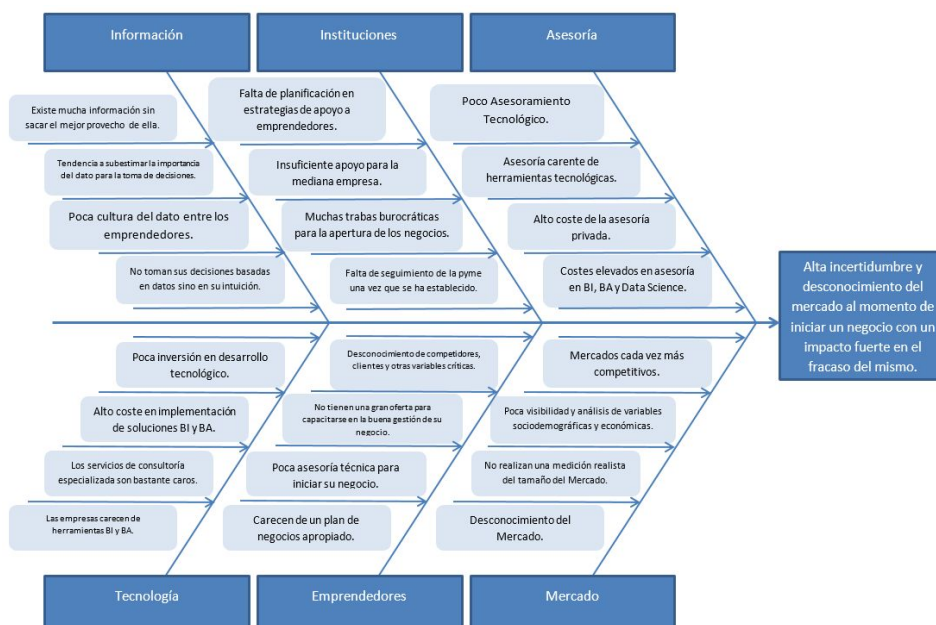 Información
Instituciones
Asesoría
Existe mucha información sin
sacar el mejor provecho de ella.
Tendencia a subestimar la importancia
del dato para la toma de decisiones.
Poca cultura del dato entre los
emprendedores.
No toman sus decisiones basadas
en datos sino en su intuición.
Falta de planificación en
estrategias de apoyo a
emprendedores.
Insuficiente apoyo para la
mediana empresa.
Muchas trabas burocráticas
para la apertura de los negocios.
Falta de seguimiento de la pyme
una vez que se ha establecido.
Poco Asesoramiento
Tecnológico.
Asesoría carente de
herramientas tecnológicas.
Alto coste de la asesoría
privada.
Costes elevados en asesoría
en BI, BA y Data Science.
Alta incertidumbre y
desconocimiento del
mercado al momento de
iniciar un negocio con un
impacto fuerte en el
fracaso del mismo.
Poca inversión en desarrollo
tecnológico.
Alto coste en implementación
de soluciones BI y BA.
Los servicios de consultoría
especializada son bastante caros.
Las empresas carecen de
herramientas BI y BA.
Desconocimiento de competidores,
clientes y otras variables críticas.
No tienen una gran oferta para
capacitarse en la buena gestión de su
negocio.
Poca asesoría técnica para
iniciar su negocio.
Carecen de un plan de
negocios apropiado.
Mercados cada vez más
competitivos.
Poca visibilidad y análisis de variables
sociodemográficas y económicas.
No realizan una medición realista
del tamaño del Mercado.
Desconocimiento del
Mercado.
Tecnología
Emprendedores
Mercado